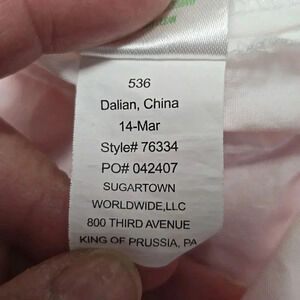 536
Dalian, China
14-Mar
Style# 76334
PO# 042407
SUGARTOWN
WORLDWIDE,LLC
800 THIRD AVENUE
KING OF PRUSSIA, PA